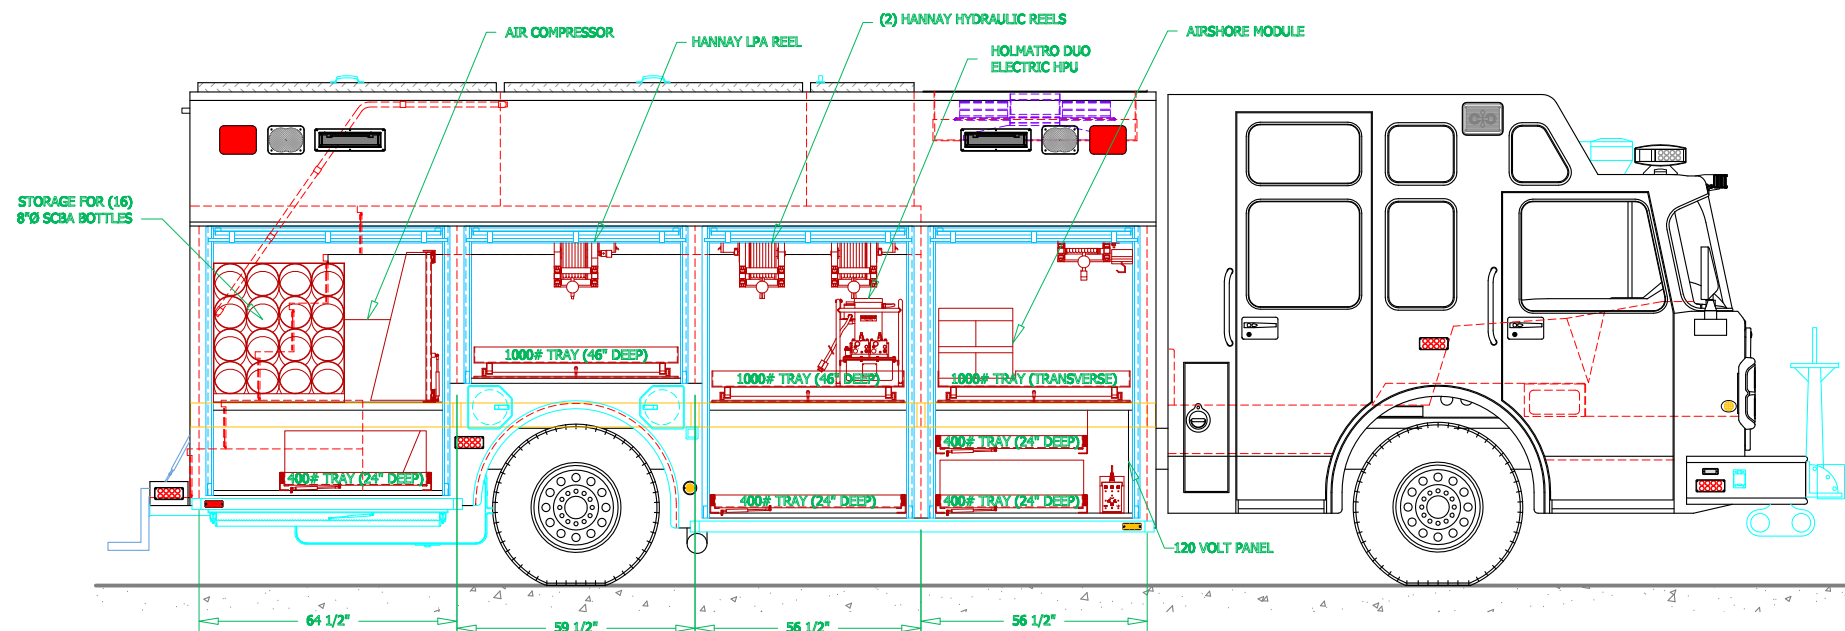 (2) HANNAY HYDRAULIC REELS
AIR COMPRESSOR
HANNAY LPA REEL
AIRSHORE MODULE
HOLMATRO DUO
ELECTRIC HPU
STORAGE FOR (16)
8"Ø SCBA BOTTLES
1000# TRAY (46" DEEP)
1000# TRAY (46" DEEP)
1000# TRAY (TRANSVERSE)
400# TRAY (24" DEEP)
400# TRAY (24" DEEP)
400# TRAY (24" DEEP)
400# TRAY (24" DEEP)
120 VOLT PANEL
64 1/2"
59 1/2"
56 1/2"
56 1/2"